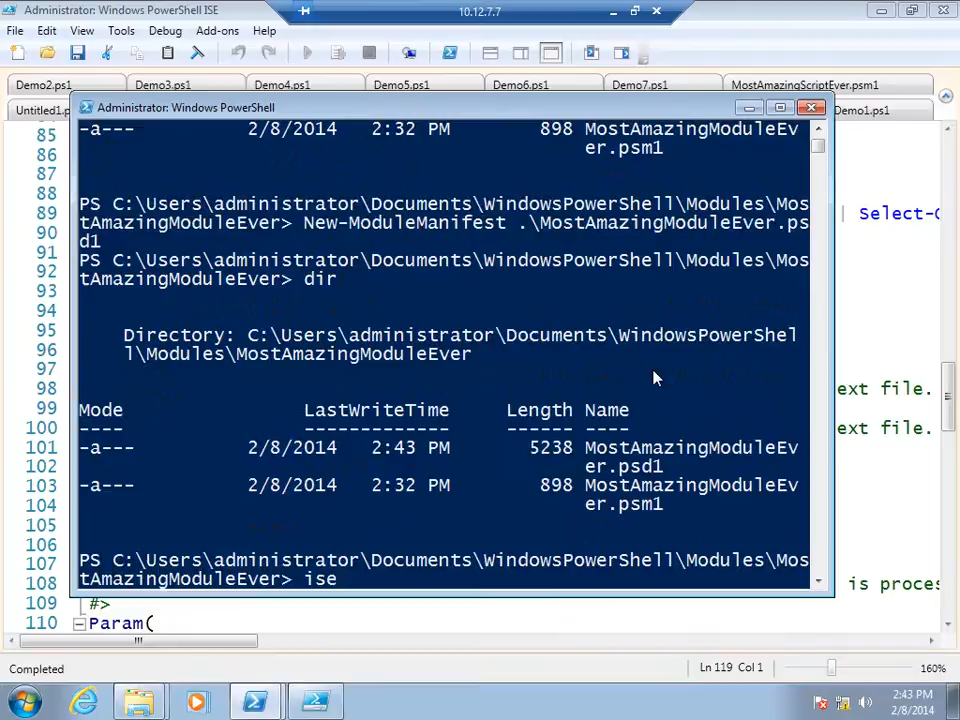 Administrator: Windows PowerShell ISE
10.12.7.7
File Edit View Tools Debug Add-ons Help
Demo2.ps1 Demo3.ps1 Demo4.ps1 Demo5.ps1 Demo6.ps1 Demo7.ps1 MostAmazingScriptEver.psm1
Untitled1.p Demo1.ps1
Administrator: Windows PowerShell
-a--- 2/8/2014 2:32 PM 898 MostAmazingModuleEv
er.psm1
PS C:\Users\administrator\Documents\WindowsPowerShell\Modules\Mos
tAmazingModuleEver> New-ModuleManifest .\MostAmazingModuleEver.ps
d1
PS C:\Users\administrator\Documents\WindowsPowerShell\Modules\Mos
tAmazingModuleEver> dir
Directory: C:\Users\administrator\Documents\WindowsPowerShel
l\Modules\MostAmazingModuleEver
Mode LastWriteTime Length Name
---- ------------- ------ ----
-a--- 2/8/2014 2:43 PM 5238 MostAmazingModuleEv
er.psd1
-a--- 2/8/2014 2:32 PM 898 MostAmazingModuleEv
er.psm1
PS C:\Users\administrator\Documents\WindowsPowerShell\Modules\Mos
tAmazingModuleEver> ise
85
86
87
88
89 | Select-
90
91
92
93
94
95
96
97
98 ext file.
99
100 ext file.
101
102
103
104
105
106
107
108 is proces
109 #>
110 Param(
Completed Ln 119 Col 1 160%
2:43 PM
2/8/2014